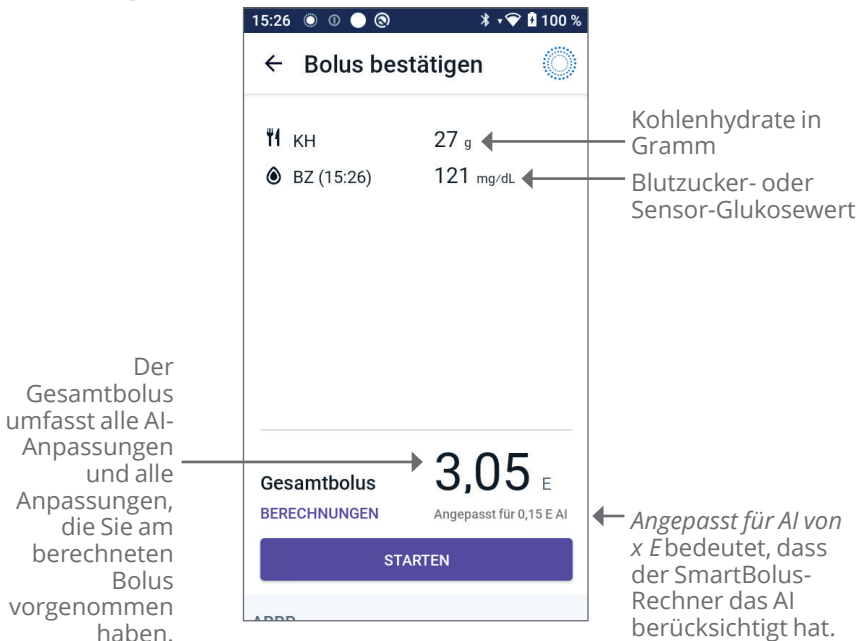 15:26 100 %
Bolus bestätigen
KH 27 g
BZ (15:26) 121 mg/dL
Kohlenhydrate in
Gramm
Blutzucker- oder
Sensor-Glukosewert
Der
Gesamtbolus
umfasst alle AI-
Anpassungen
und alle
Anpassungen,
die Sie am
berechneten
Bolus
vorgenommen
haben.
Gesamtbolus 3,05 E
BERECHNUNGEN Angepasst für 0,15 E AI
STARTEN
Angepasst für AI von
x E bedeutet, dass
der SmartBolus-
Rechner das AI
berücksichtigt hat.